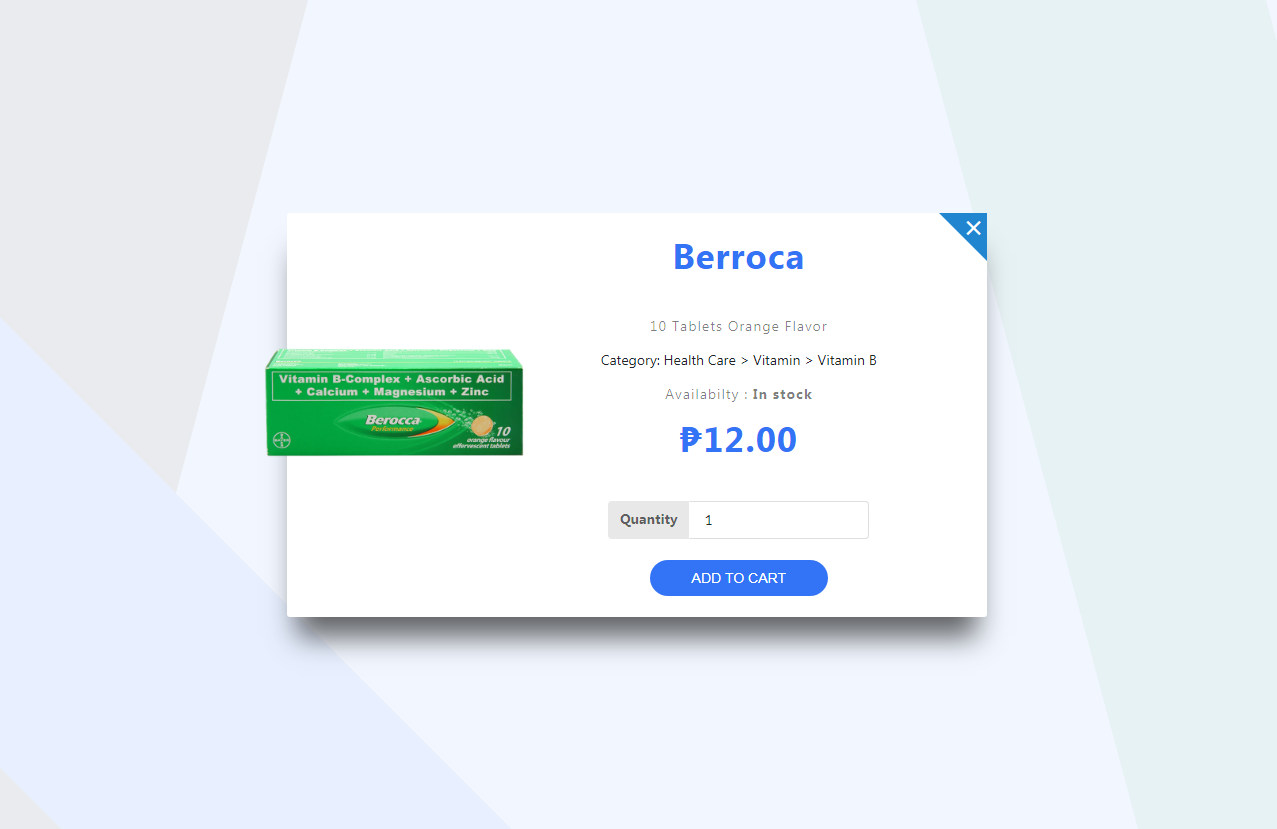 Berroca
10 Tablets Orange Flavor
Category: Health Care > Vitamin > Vitamin B
Availabilty : In stock
₱12.00
Quantity 1
ADD TO CART
Vitamin B-Complex + Ascorbic Acid
+ Calcium + Magnesium + Zinc
Berocca
Performance
10
orange flavour
effervescent tablets